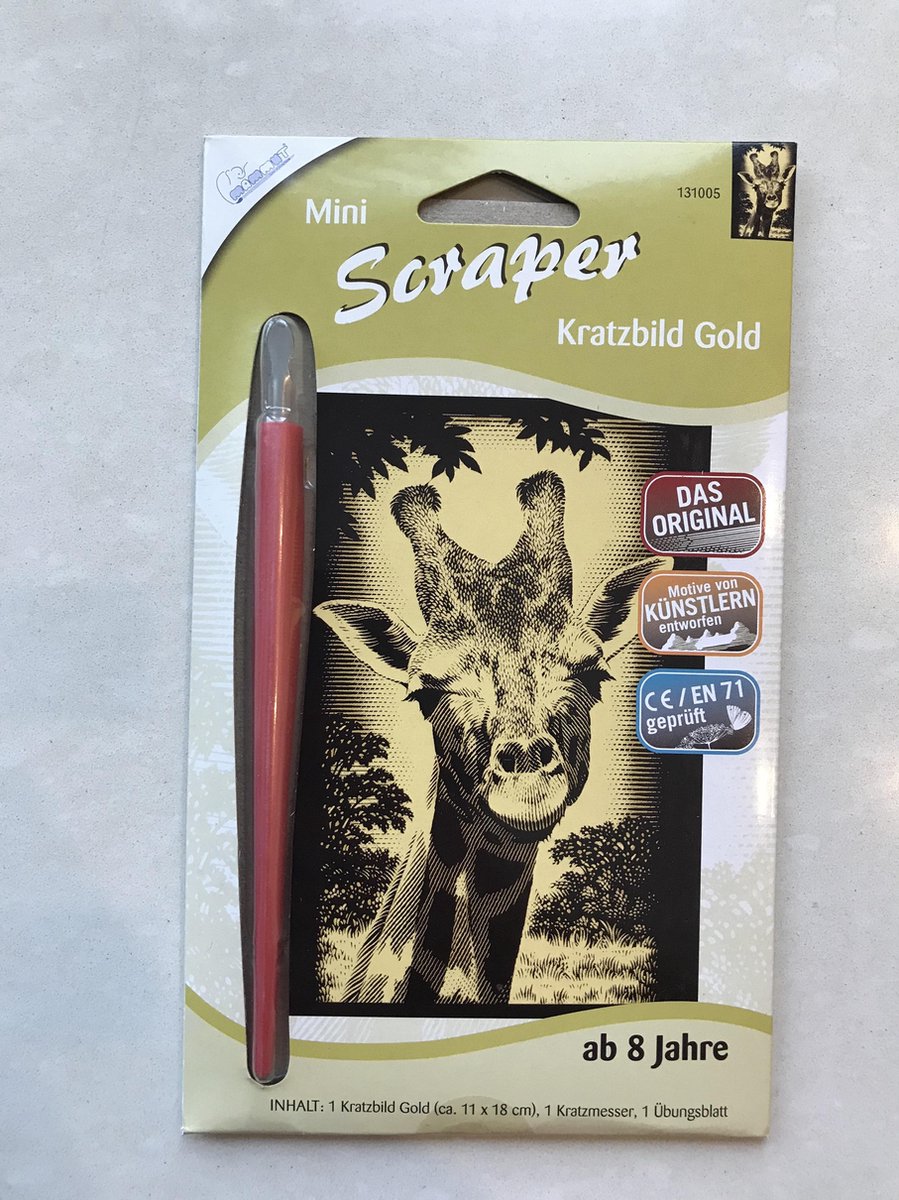 mammut
Mini
131005
Scraper
Kratzbild Gold
DAS
ORIGINAL
Motive von
KÜNSTLERN
entworfen
CE / EN 71
geprüft
ab 8 Jahre
INHALT: 1 Kratzbild Gold (ca. 11 x 18 cm), 1 Kratzmesser, 1 Übungsblatt